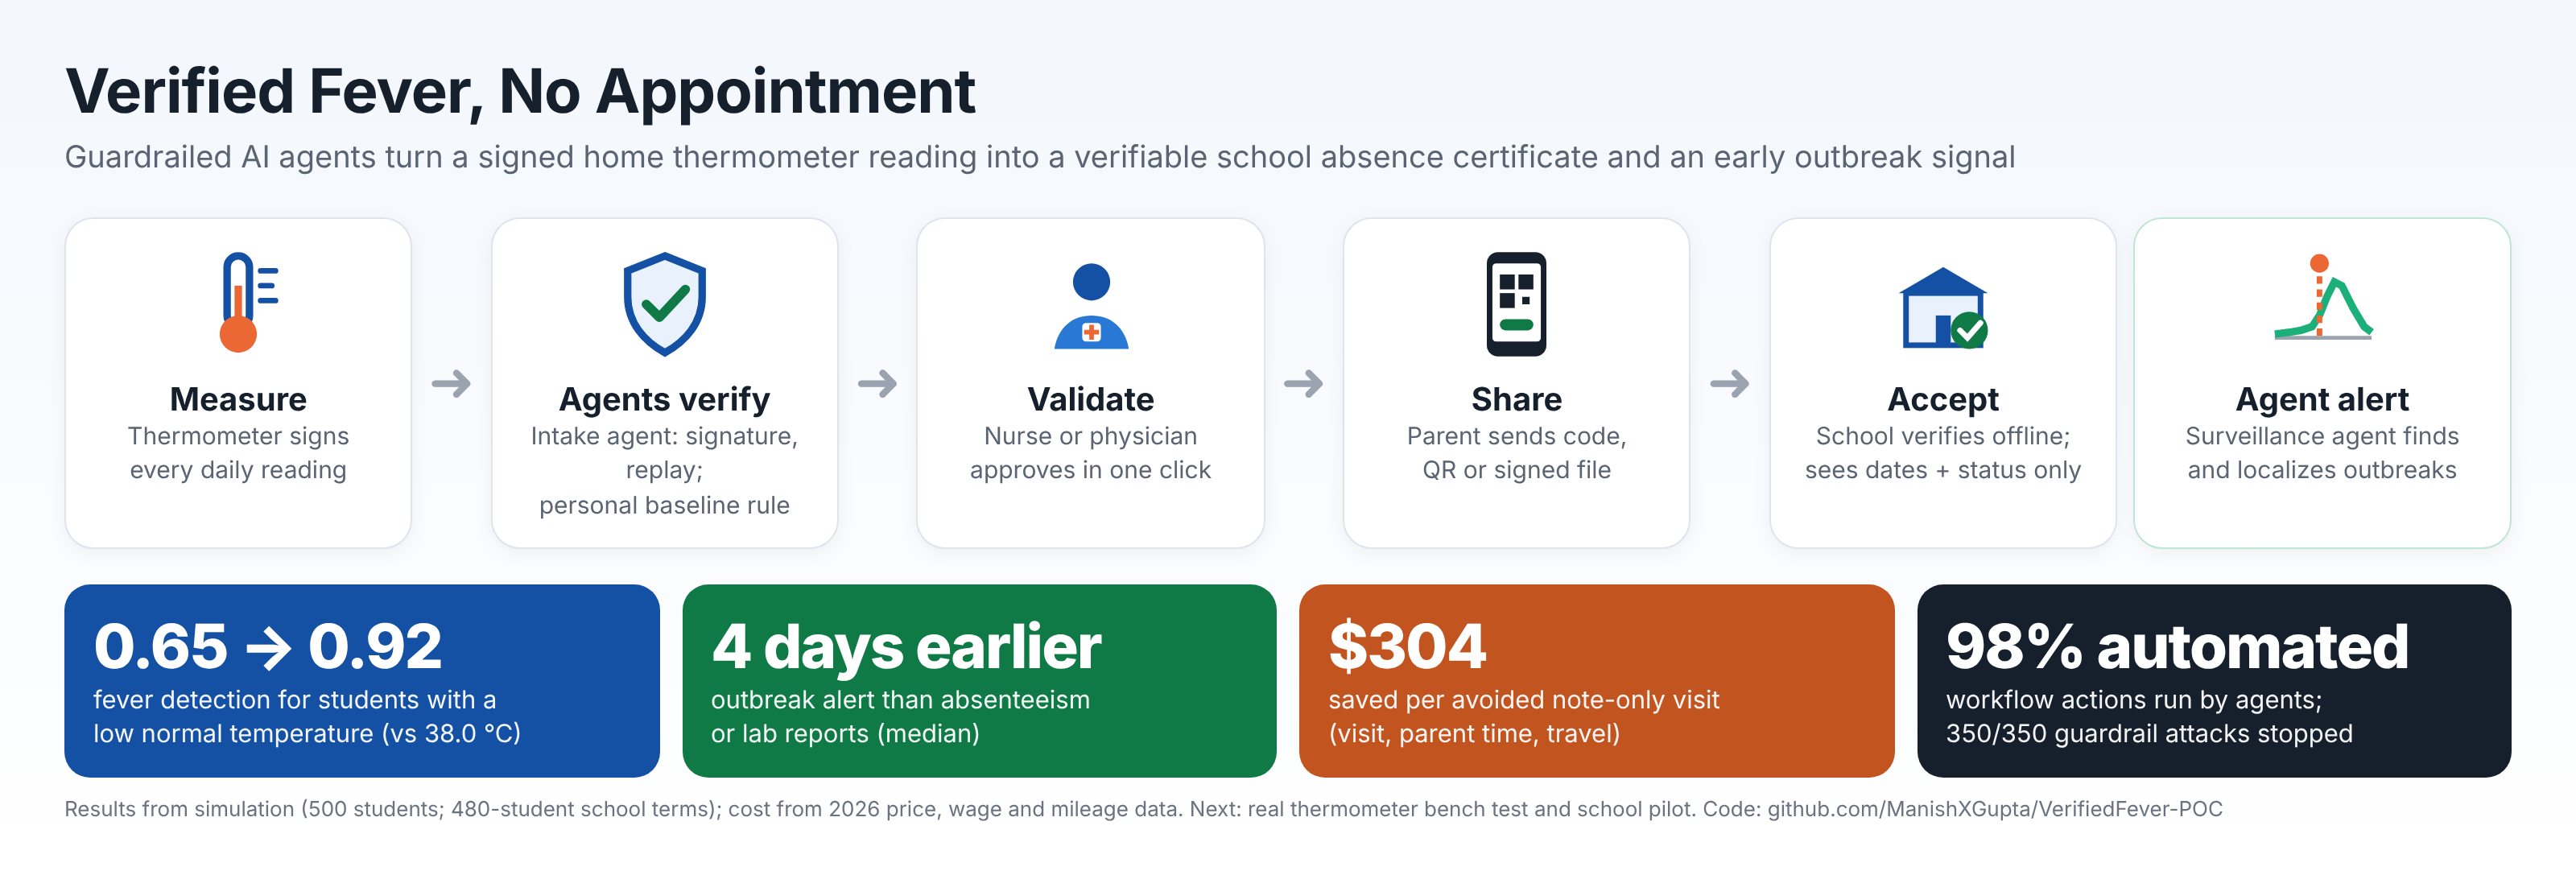 Verified Fever, No Appointment
Guardrailed AI agents turn a signed home thermometer reading into a verifiable school absence certificate and an early outbreak signal
Measure
Thermometer signs
every daily reading
Agents verify
Intake agent: signature,
replay;
personal baseline rule
Validate
Nurse or physician
approves in one click
Share
Parent sends code,
QR or signed file
Accept
School verifies offline;
sees dates + status only
Agent alert
Surveillance agent finds
and localizes outbreaks
0.65 → 0.92
fever detection for students with a
low normal temperature (vs 38.0 °C)
4 days earlier
outbreak alert than absenteeism
or lab reports (median)
$304
saved per avoided note-only visit
(visit, parent time, travel)
98% automated
workflow actions run by agents;
350/350 guardrail attacks stopped
Results from simulation (500 students; 480-student school terms); cost from 2026 price, wage and mileage data. Next: real thermometer bench test and school pilot. Code: github.com/ManishXGupta/VerifiedFever-POC